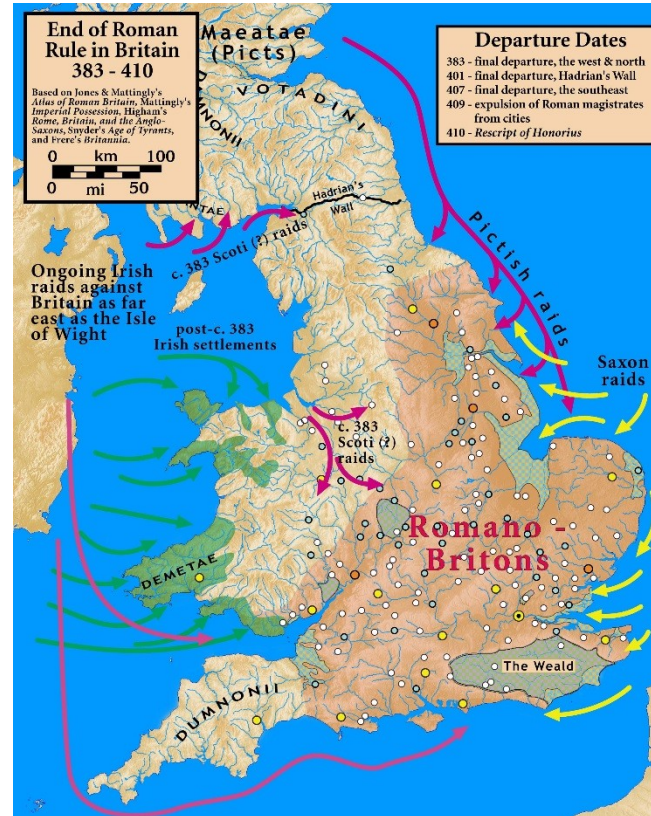 End of Roman
Rule in Britain
383 - 410
Based on Jones & Mattingly's
Atlas of Roman Britain, Mattingly's
Imperial Possession, Higham's
Rome, Britain, and the Anglo-
Saxons, Snyder's Age of Tyrants,
and Frere's Britannia.
0 km 100
0 mi 50
Maeatae
(Picts)
Departure Dates
383 - final departure, the west & north
401 - final departure, Hadrian's Wall
407 - final departure, the southeast
409 - expulsion of Roman magistrates
from cities
410 - Rescript of Honorius
VOTADINI
DUMNONII
Hadrian's
Wall
c. 383 Scoti (?) raids
Pictish raids
Ongoing Irish
raids against
Britain as far
east as the Isle
of Wight
post-c. 383
Irish settlements
Saxon
raids
c. 383
Scoti (?)
raids
Romano -
Britons
DEMETAE
The Weald
DUMNONII